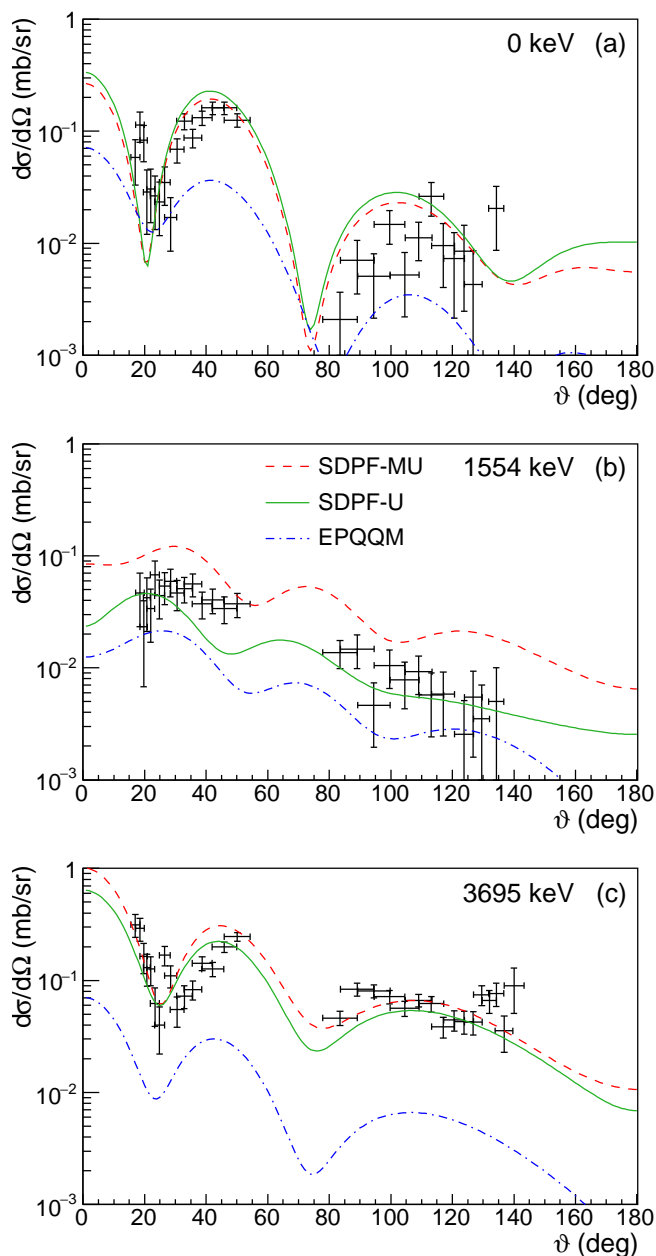 dσ/dΩ (mb/sr)
0 keV (a)
1
10⁻¹
10⁻²
10⁻³
0 20 40 60 80 100 120 140 160 180
ϑ (deg)
dσ/dΩ (mb/sr)
1554 keV (b)
SDPF-MU
SDPF-U
EPQQM
1
10⁻¹
10⁻²
10⁻³
0 20 40 60 80 100 120 140 160 180
ϑ (deg)
dσ/dΩ (mb/sr)
3695 keV (c)
1
10⁻¹
10⁻²
10⁻³
0 20 40 60 80 100 120 140 160 180
ϑ (deg)